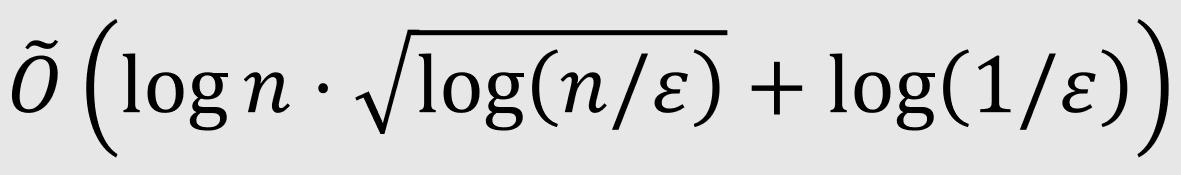 Õ(log n · √log(n/ε) + log(1/ε))